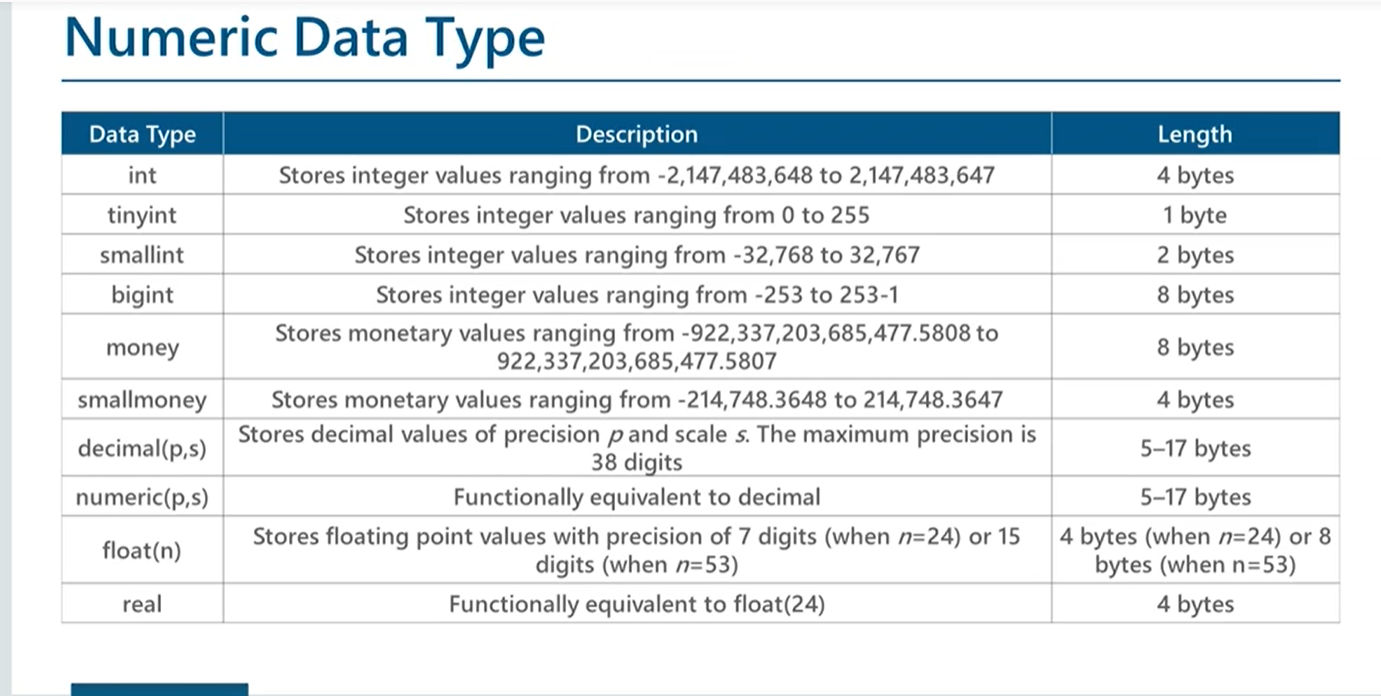 Numeric Data Type
Data Type Description Length
int Stores integer values ranging from -2,147,483,648 to 2,147,483,647 4 bytes
tinyint Stores integer values ranging from 0 to 255 1 byte
smallint Stores integer values ranging from -32,768 to 32,767 2 bytes
bigint Stores integer values ranging from -253 to 253-1 8 bytes
money Stores monetary values ranging from -922,337,203,685,477.5808 to
922,337,203,685,477.5807 8 bytes
smallmoney Stores monetary values ranging from -214,748.3648 to 214,748.3647 4 bytes
decimal(p,s) Stores decimal values of precision p and scale s. The maximum precision is
38 digits 5–17 bytes
numeric(p,s) Functionally equivalent to decimal 5–17 bytes
float(n) Stores floating point values with precision of 7 digits (when n=24) or 15
digits (when n=53) 4 bytes (when n=24) or 8
bytes (when n=53)
real Functionally equivalent to float(24) 4 bytes